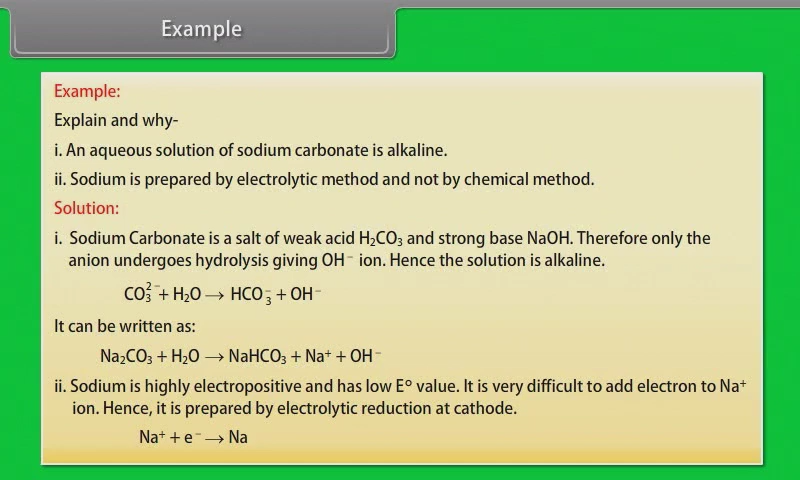 Example
Example:
Explain and why-
i. An aqueous solution of sodium carbonate is alkaline.
ii. Sodium is prepared by electrolytic method and not by chemical method.
Solution:
i. Sodium Carbonate is a salt of weak acid H₂CO₃ and strong base NaOH. Therefore only the
anion undergoes hydrolysis giving OH⁻ ion. Hence the solution is alkaline.
CO₃²⁻ + H₂O → HCO₃⁻ + OH⁻
It can be written as:
Na₂CO₃ + H₂O → NaHCO₃ + Na⁺ + OH⁻
ii. Sodium is highly electropositive and has low Eº value. It is very difficult to add electron to Na⁺
ion. Hence, it is prepared by electrolytic reduction at cathode.
Na⁺ + e⁻ → Na